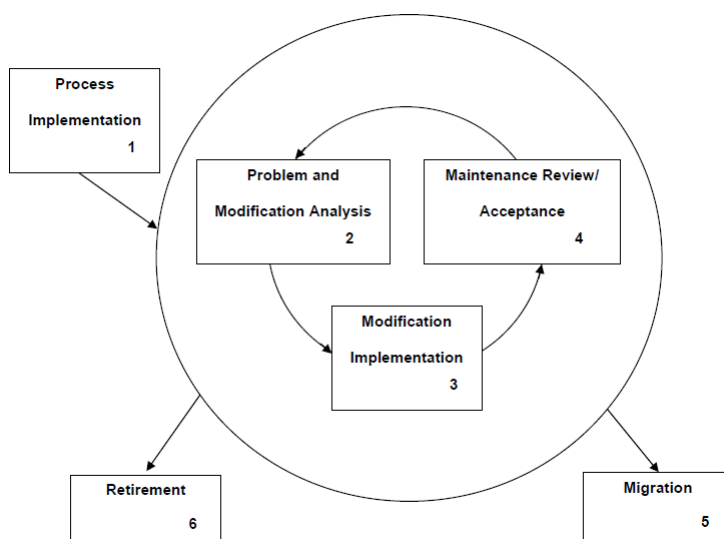 Process
Implementation
1
Problem and
Modification Analysis
2
Maintenance Review/
Acceptance
4
Modification
Implementation
3
Retirement
6
Migration
5